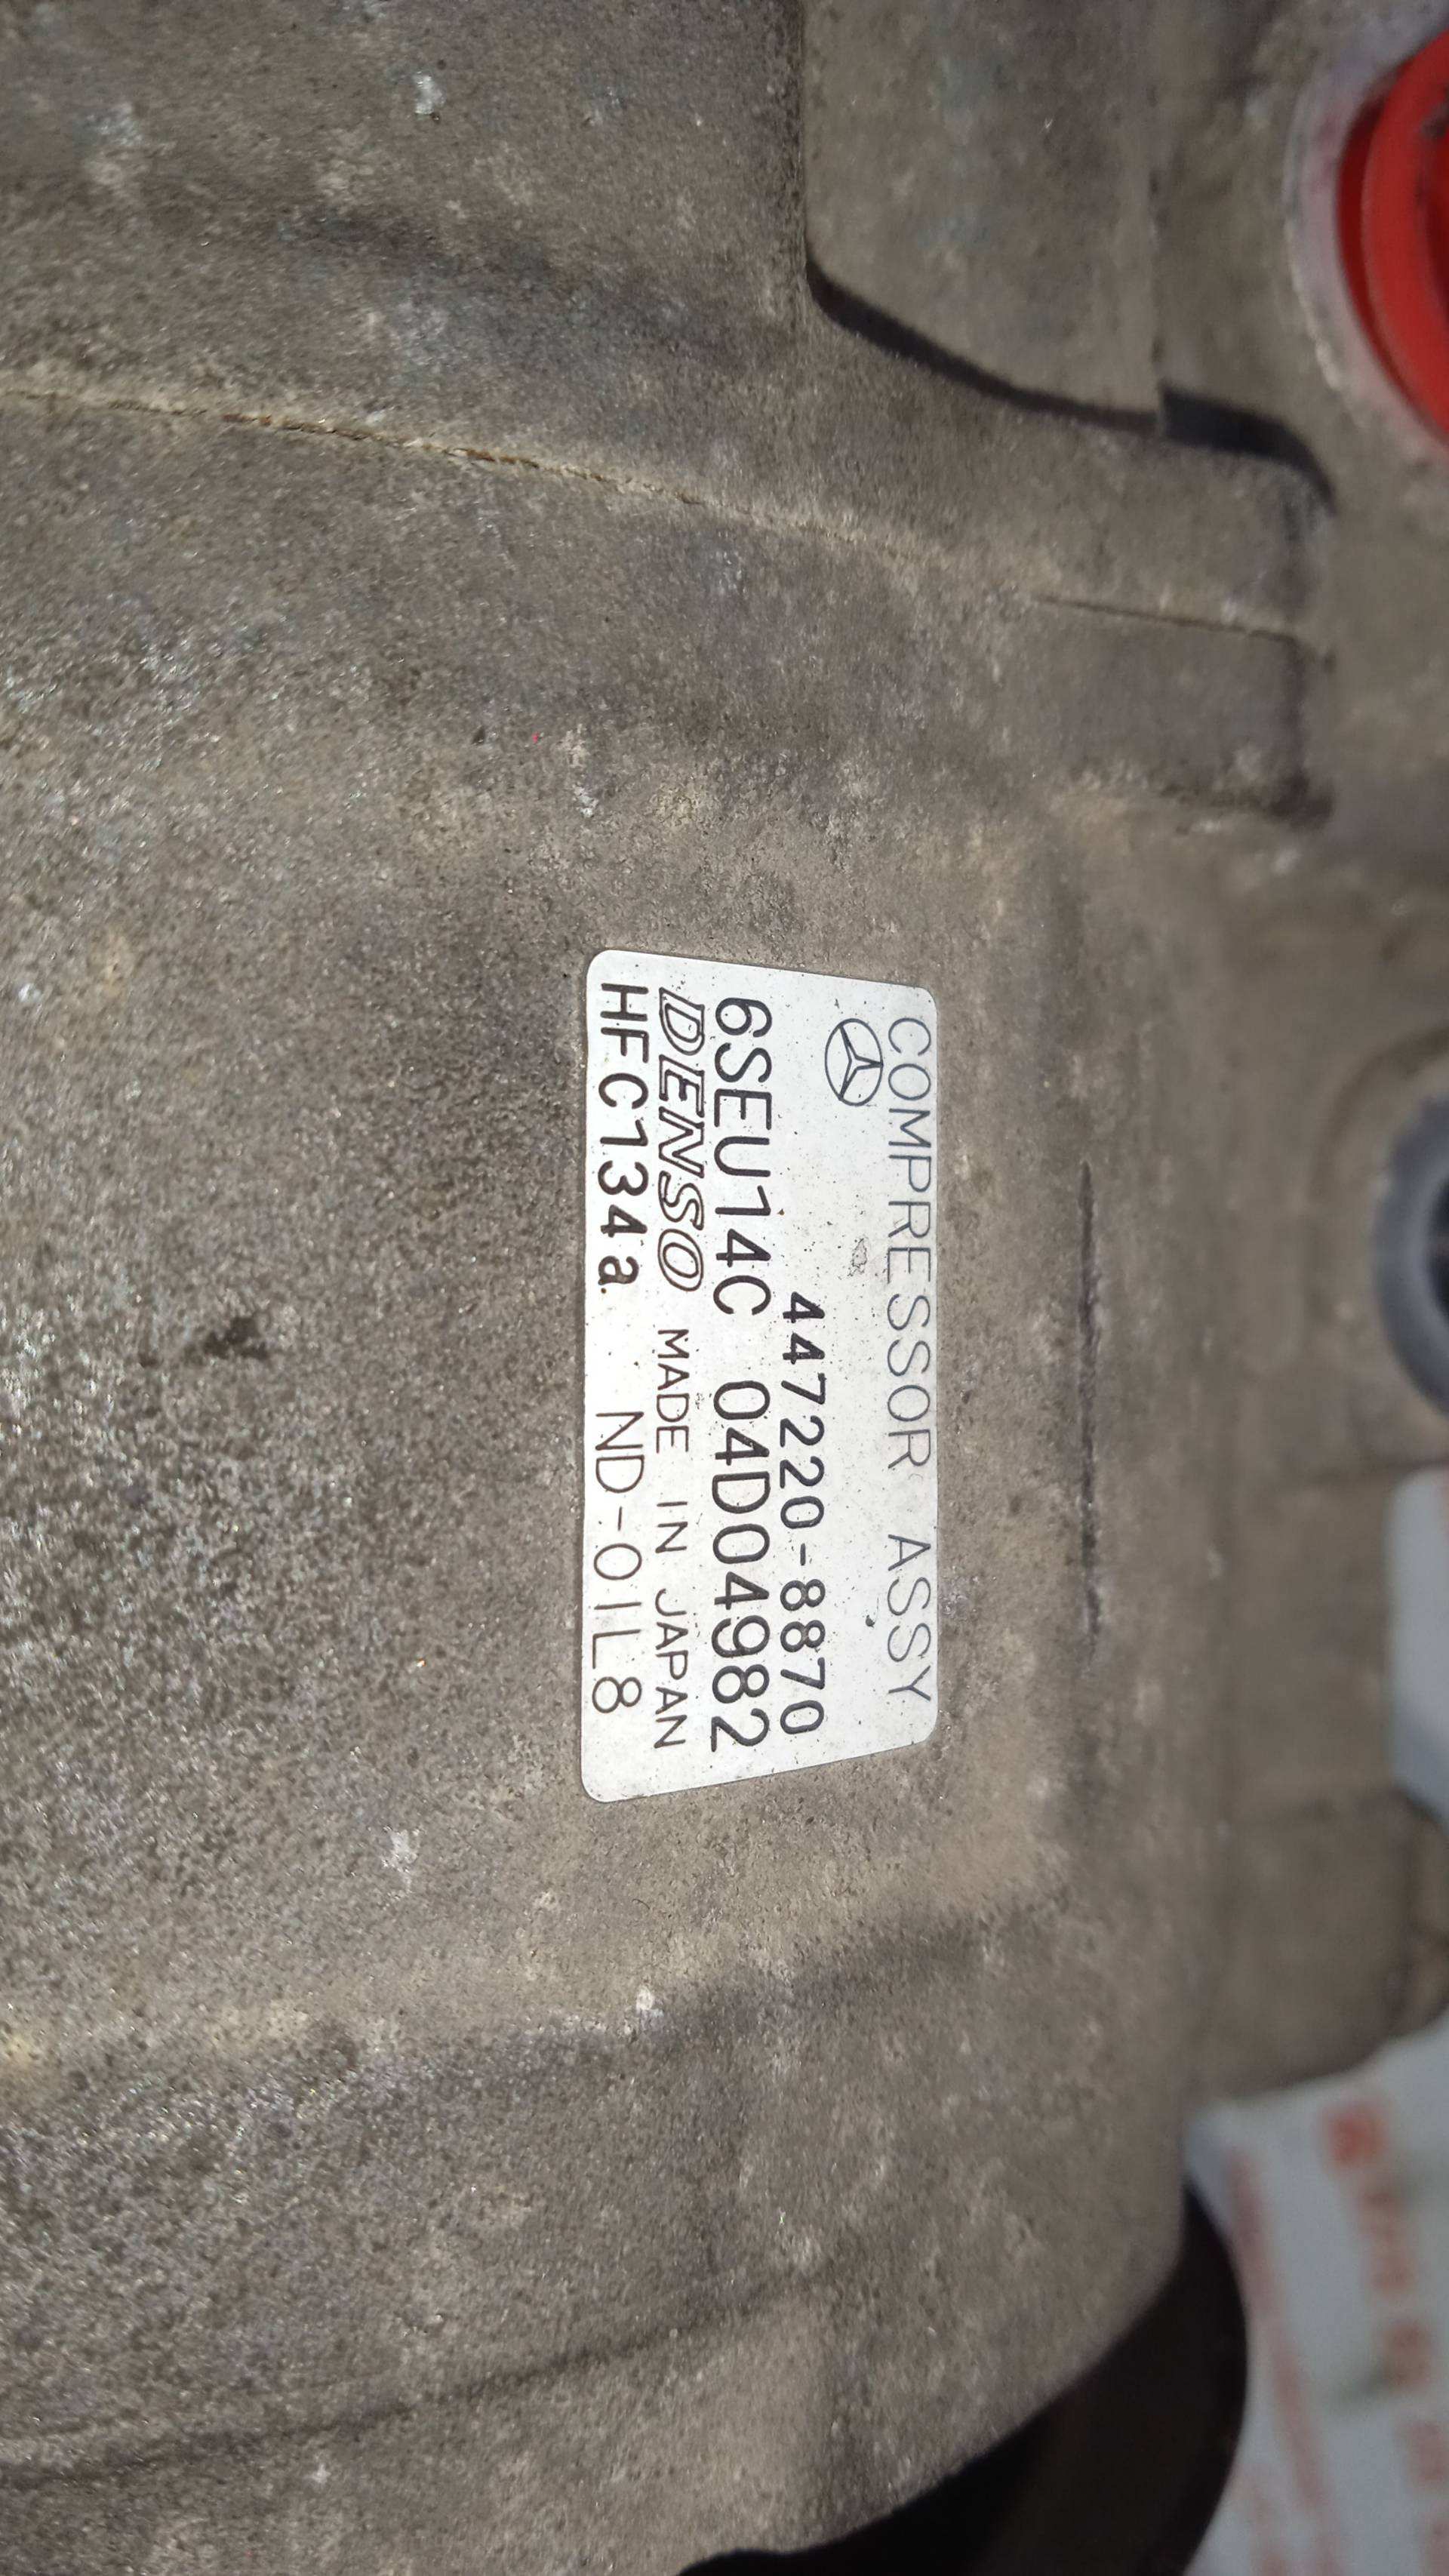 COMPRESSOR ASSY
447220-8870
6SEU14C 04D04982
DENSO MADE IN JAPAN
HFC134a ND-OIL8